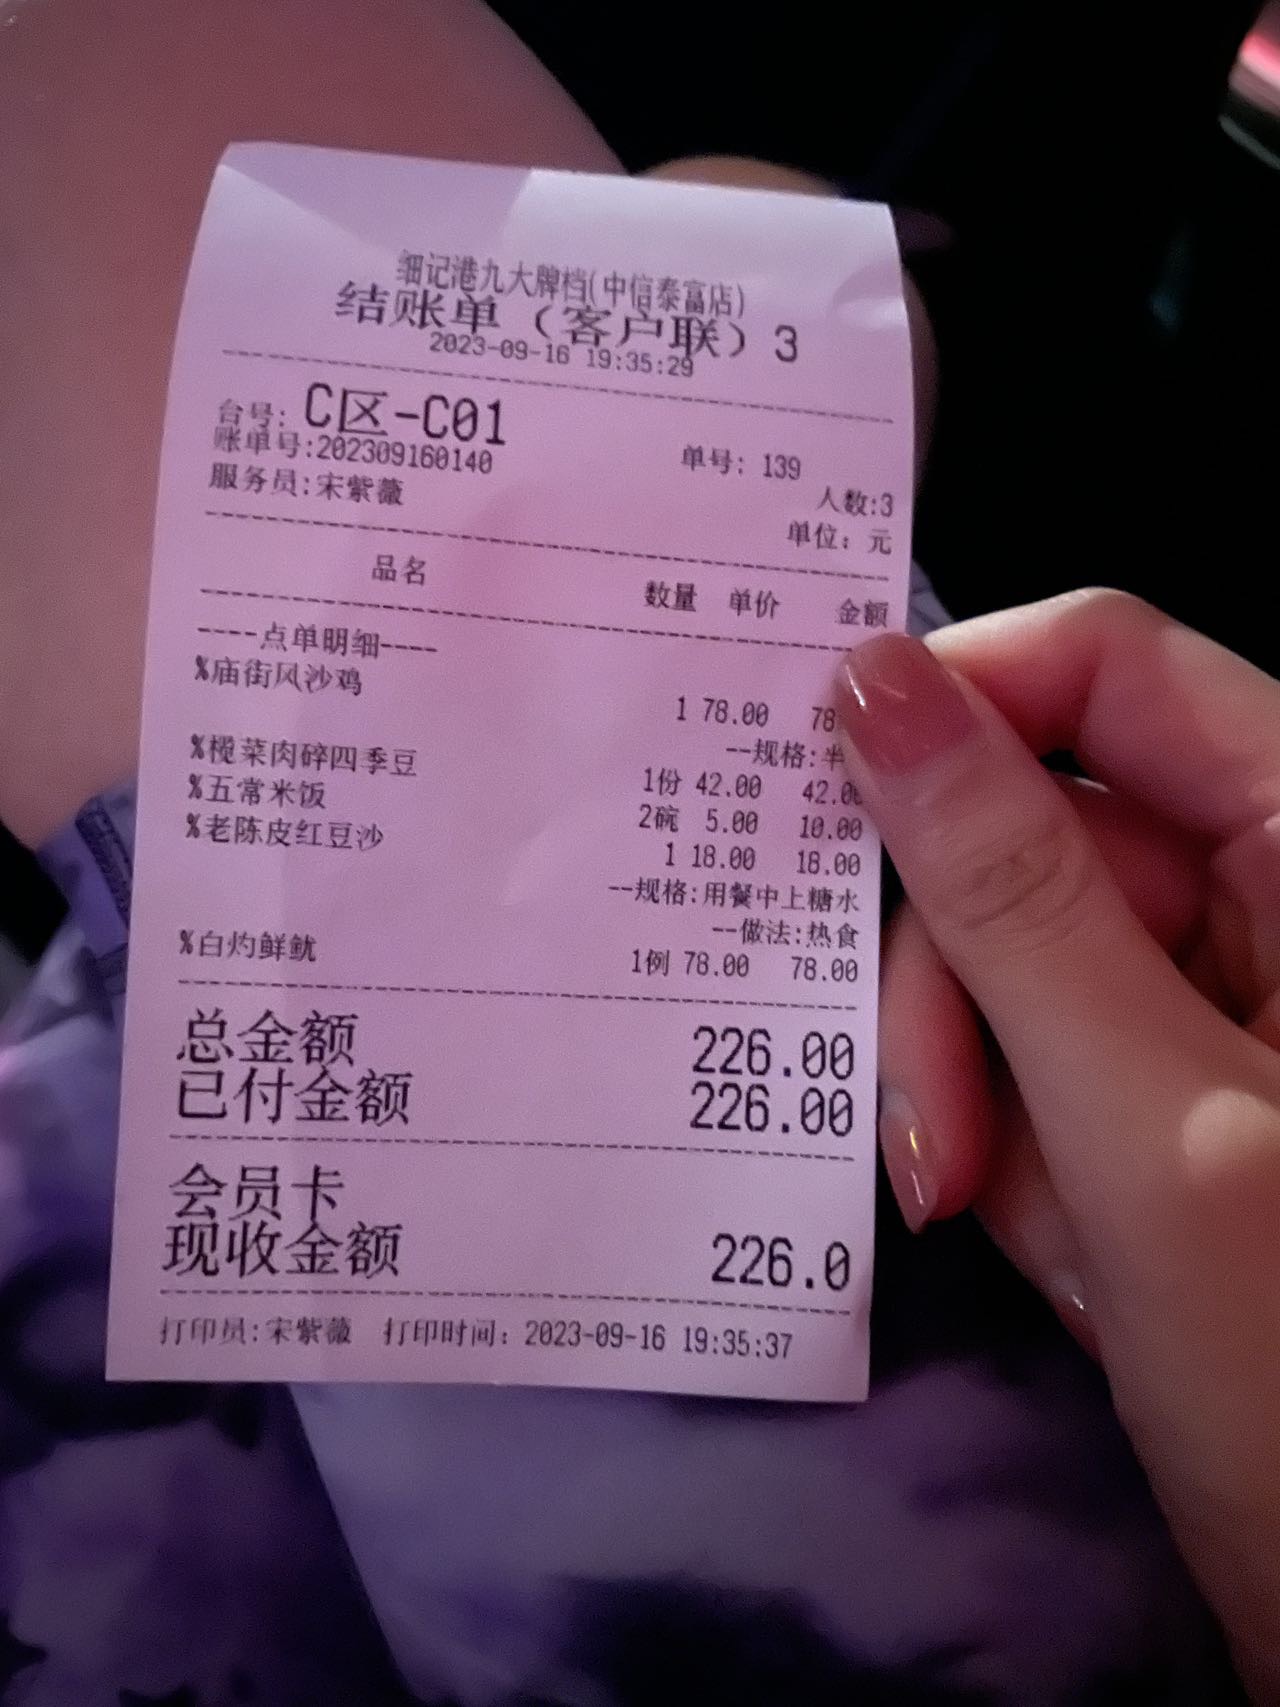 细记港九大牌档(中信泰富店)
结账单（客户联）3
2023-09-16 19:35:29
台号: C区-C01
账单号:202309160140 单号: 139
服务员:宋紫薇 人数:3
单位: 元
品名 数量 单价 金额
----点单明细----
%庙街风沙鸡
1 78.00 78
--规格:半
%榄菜肉碎四季豆 1份 42.00 42.00
%五常米饭 2碗 5.00 10.00
%老陈皮红豆沙 1 18.00 18.00
--规格:用餐中上糖水
--做法:热食
%白灼鲜鱿 1例 78.00 78.00
总金额 226.00
已付金额 226.00
会员卡
现收金额 226.0
打印员:宋紫薇 打印时间: 2023-09-16 19:35:37